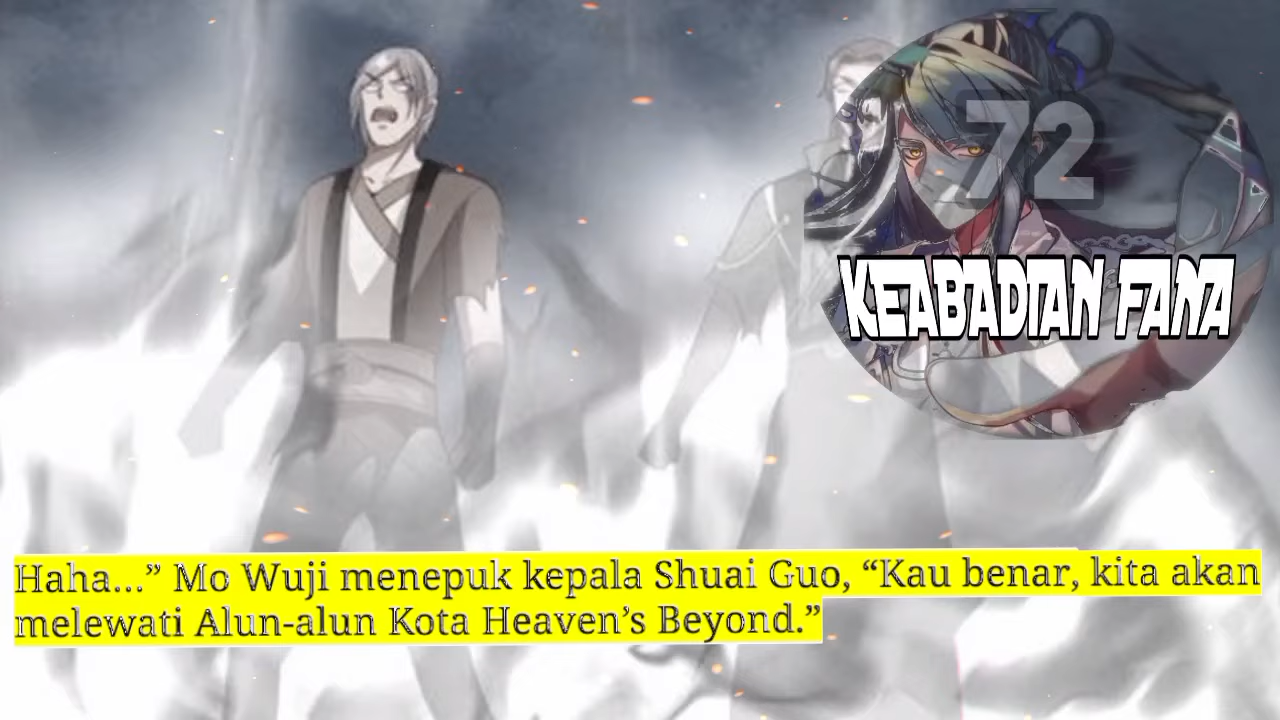 72
KEABADIAN FANA
Haha...” Mo Wuji menepuk kepala Shuai Guo, “Kau benar, kita akan
melewati Alun-alun Kota Heaven’s Beyond.”